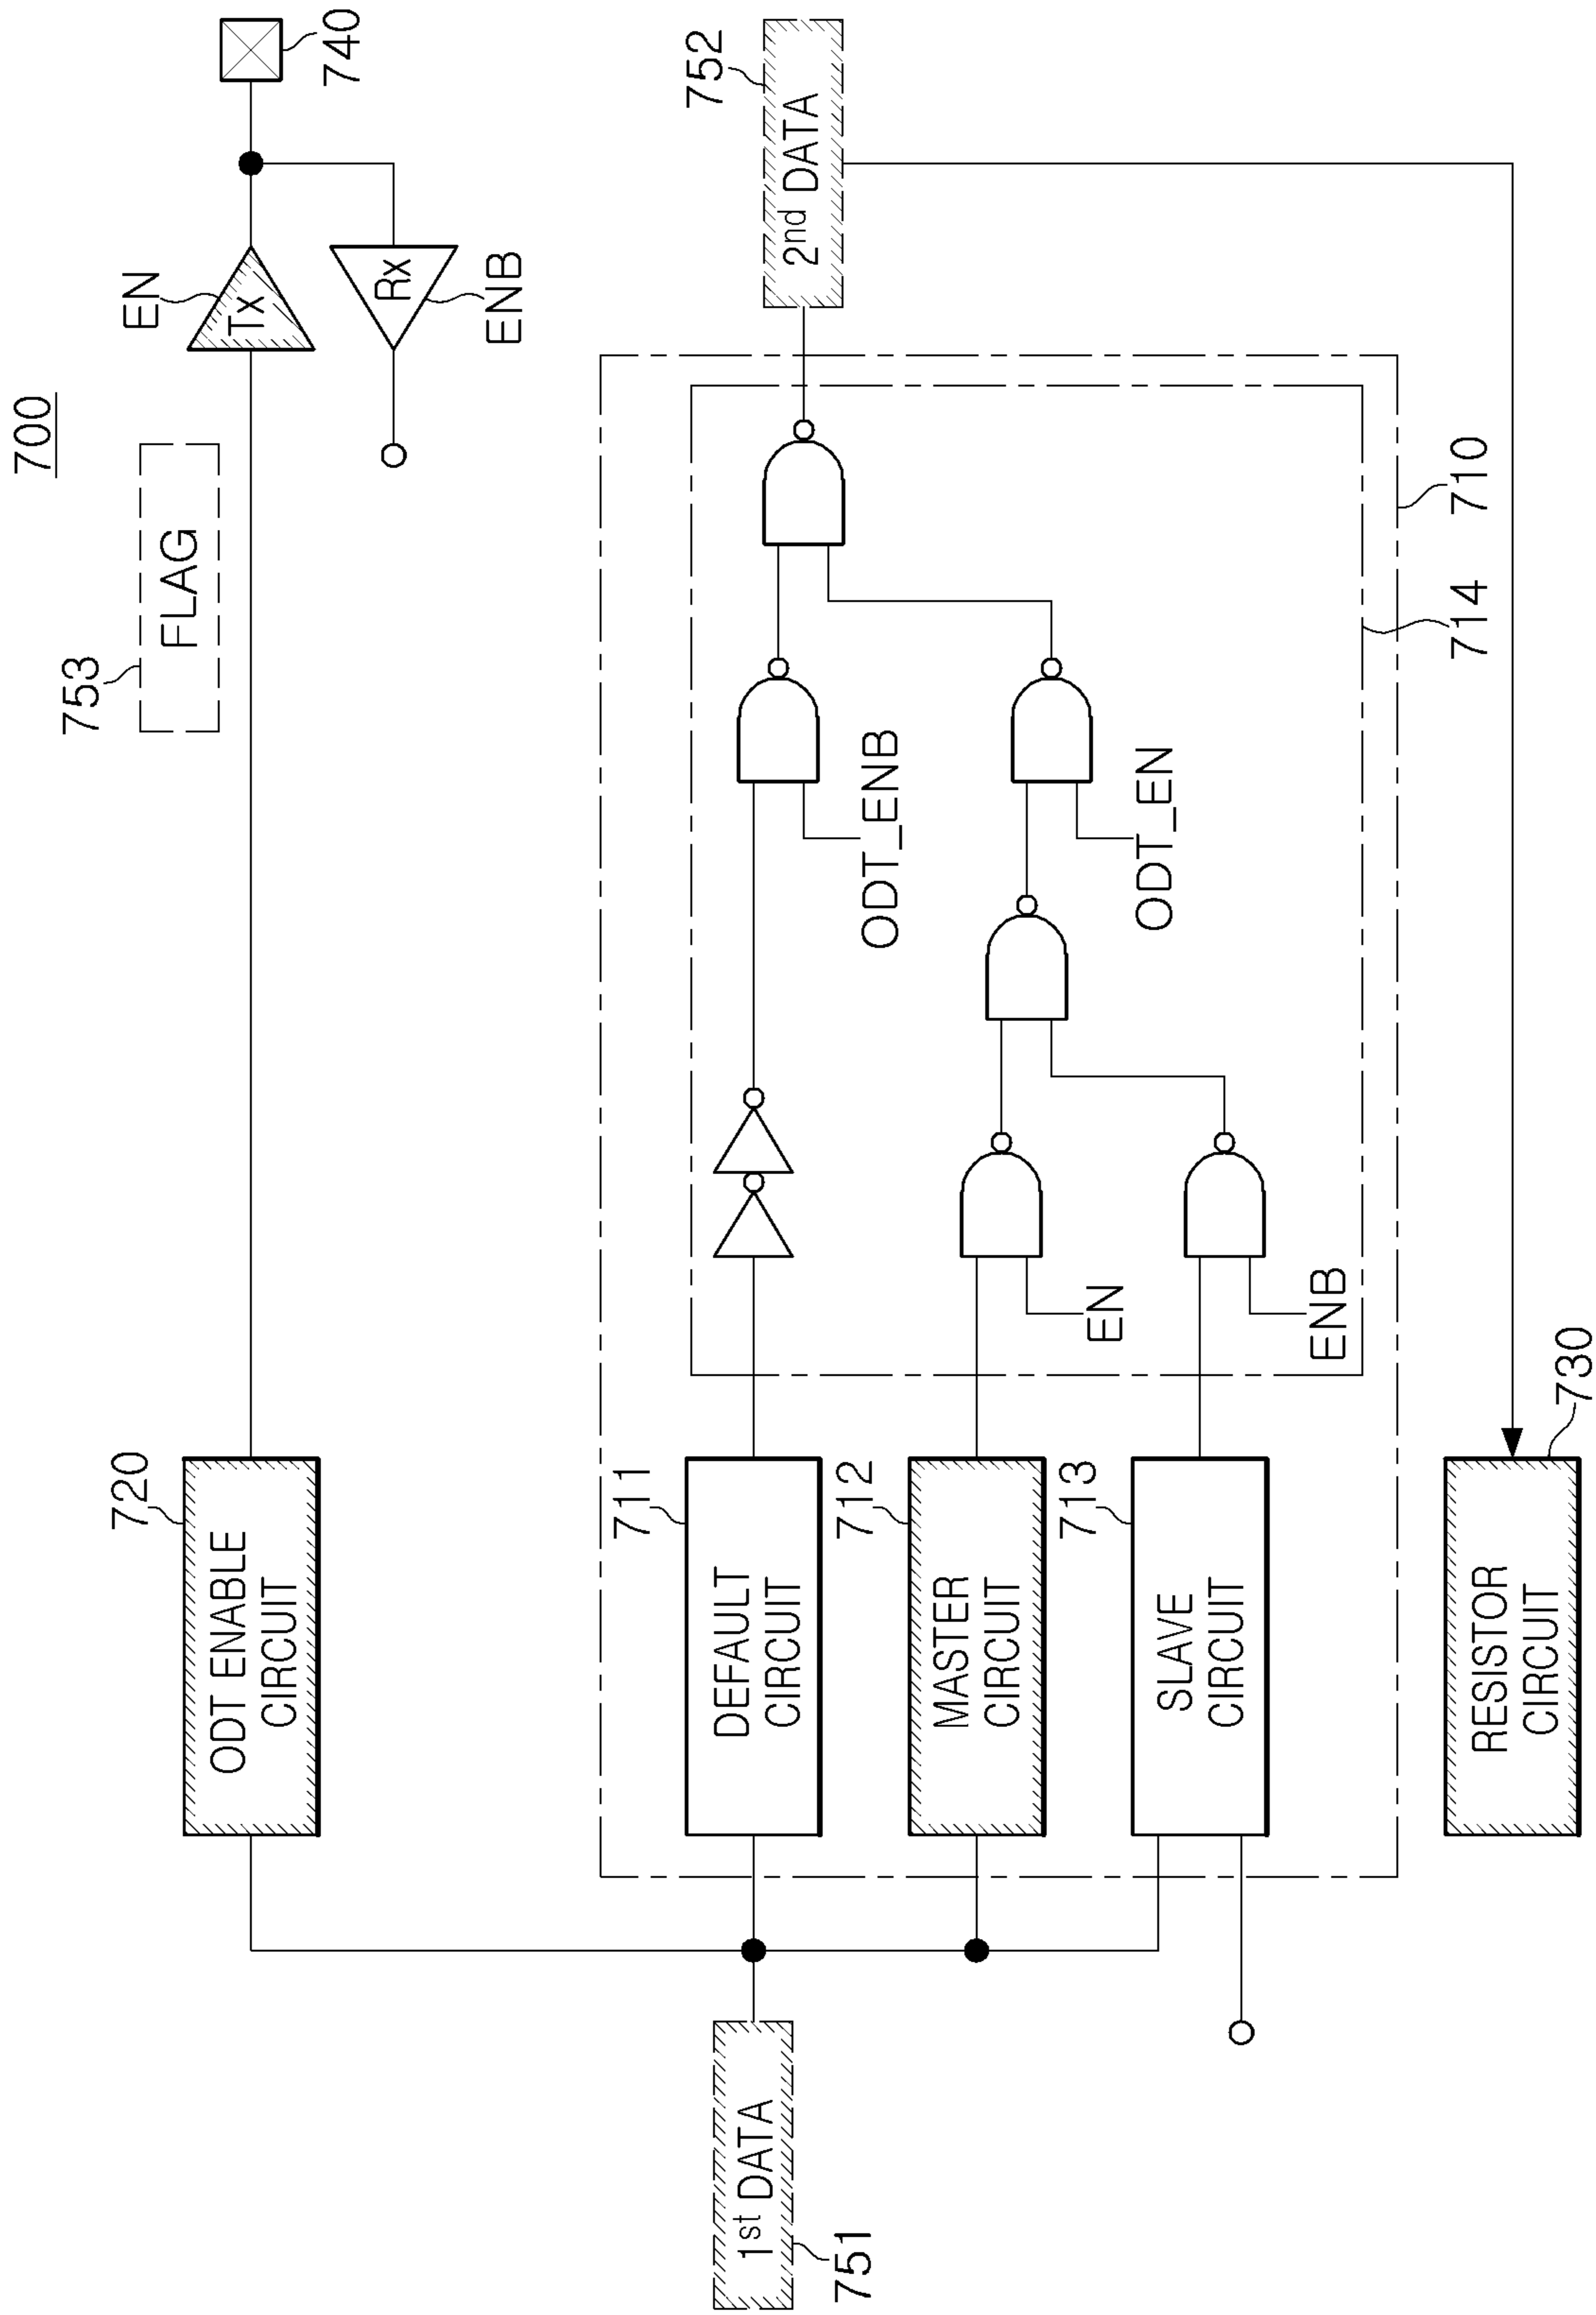 700
753
FLAG
EN
Tx
Rx
ENB
740
720
ODT ENABLE
CIRCUIT
1st DATA
751
711
DEFAULT
CIRCUIT
712
MASTER
CIRCUIT
713
SLAVE
CIRCUIT
EN
ENB
ODT_ENB
ODT_EN
714
710
752
2nd DATA
RESISTOR
CIRCUIT
730